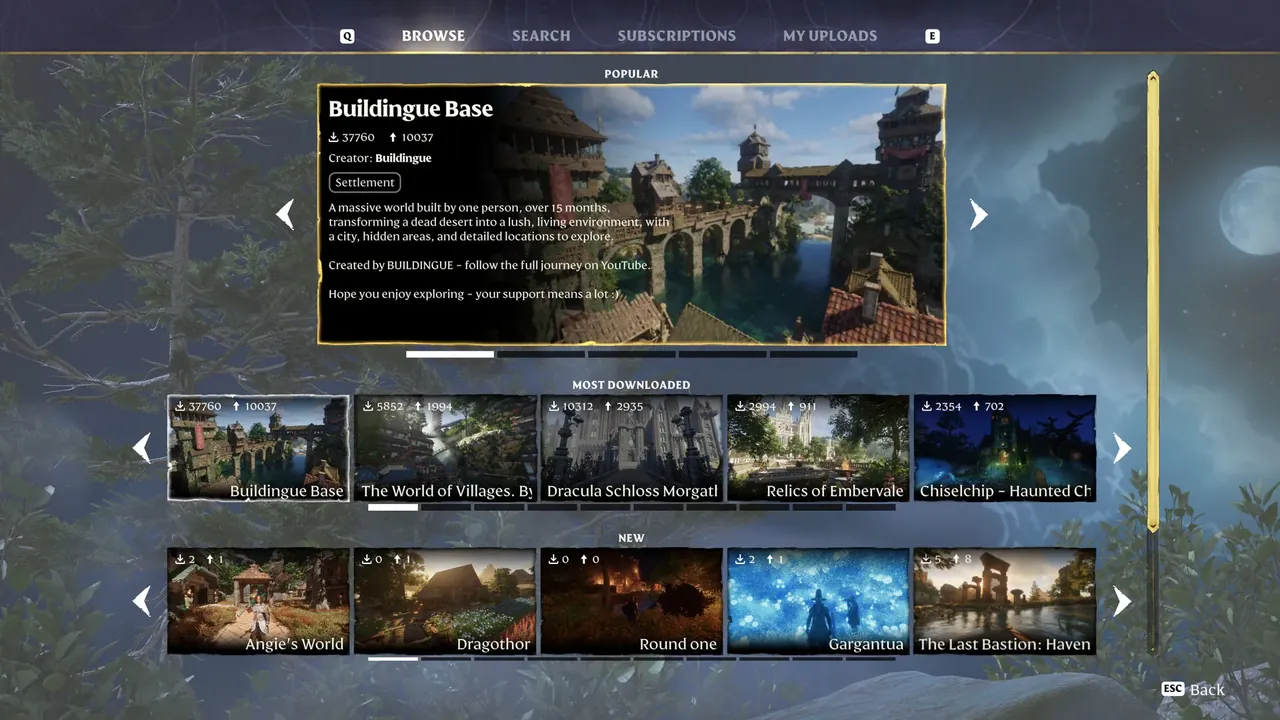 Q BROWSE SEARCH SUBSCRIPTIONS MY UPLOADS E
POPULAR
Buildingue Base
37760 10037
Creator: Buildingue
Settlement
A massive world built by one person, over 15 months,
transforming a dead desert into a lush, living environment, with
a city, hidden areas, and detailed locations to explore.
Created by BUILDINGUE - follow the full journey on YouTube.
Hope you enjoy exploring - your support means a lot :)
MOST DOWNLOADED
37760 10037 5852 1994 10312 2935 2994 911 2354 702
Buildingue Base The World of Villages. By Dracula Schloss Morgatl Relics of Embervale Chiselchip - Haunted Ch
NEW
2 1 0 1 0 0 2 1 5 8
Angie's World Dragothor Round one Gargantua The Last Bastion: Haven
ESC Back